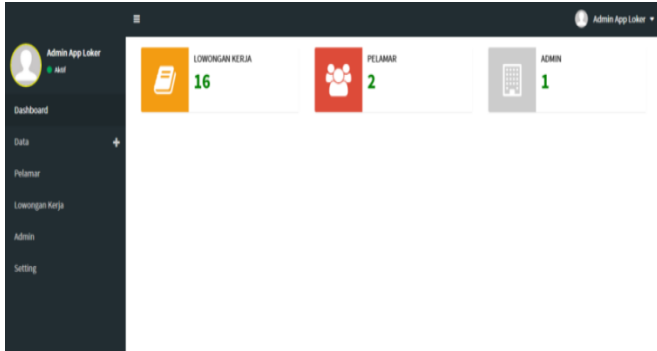 Admin App Loker
Admin App Loker
Aktif
LOWONGAN KERJA
16
PELAMAR
2
ADMIN
1
Dashboard
Data
Pelamar
Lowongan Kerja
Admin
Setting